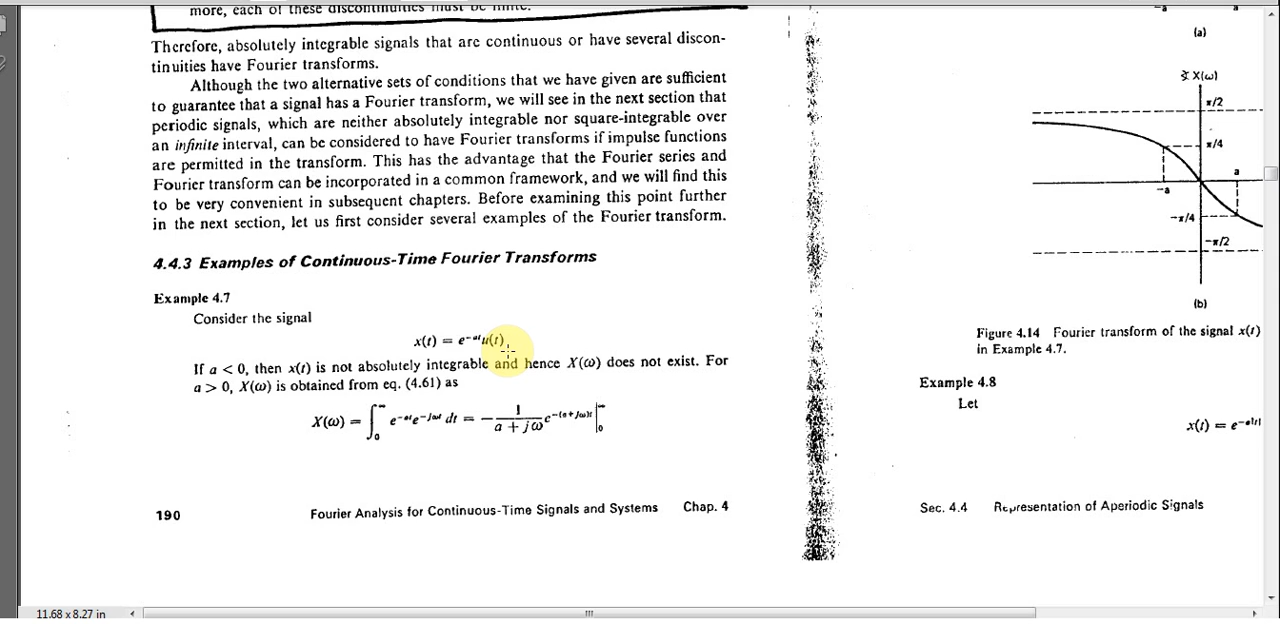 more, each of these discontinuities must be finite.
Therefore, absolutely integrable signals that are continuous or have several discon-
tinuities have Fourier transforms.
Although the two alternative sets of conditions that we have given are sufficient
to guarantee that a signal has a Fourier transform, we will see in the next section that
periodic signals, which are neither absolutely integrable nor square-integrable over
an infinite interval, can be considered to have Fourier transforms if impulse functions
are permitted in the transform. This has the advantage that the Fourier series and
Fourier transform can be incorporated in a common framework, and we will find this
to be very convenient in subsequent chapters. Before examining this point further
in the next section, let us first consider several examples of the Fourier transform.
4.4.3 Examples of Continuous-Time Fourier Transforms
Example 4.7
Consider the signal
x(t) = e^{-at}u(t)
If a < 0, then x(t) is not absolutely integrable and hence X(ω) does not exist. For
a > 0, X(ω) is obtained from eq. (4.61) as
X(ω) = ∫_0^∞ e^{-at}e^{-jωt} dt = -\frac{1}{a + jω}e^{-(a+jω)t}|_0^∞
190 Fourier Analysis for Continuous-Time Signals and Systems Chap. 4
-a a
(a)
∢ X(ω)
π/2
π/4
a
-a
-π/4
-π/2
(b)
Figure 4.14 Fourier transform of the signal x(t)
in Example 4.7.
Example 4.8
Let
x(t) = e^{-a|t|
Sec. 4.4 Representation of Aperiodic Signals
11.68 x 8.27 in